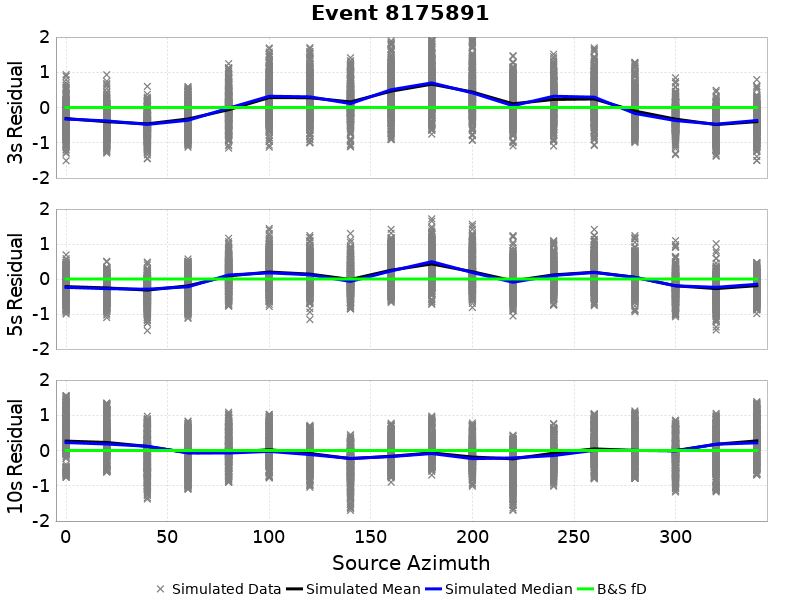 Event 8175891
3s Residual
2
1
0
-1
-2
5s Residual
2
1
0
-1
-2
10s Residual
2
1
0
-1
-2
0 50 100 150 200 250 300
Source Azimuth
Simulated Data Simulated Mean Simulated Median B&S fD